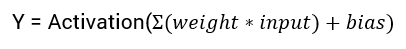 Y = Activation(Σ(weight * input) + bias)